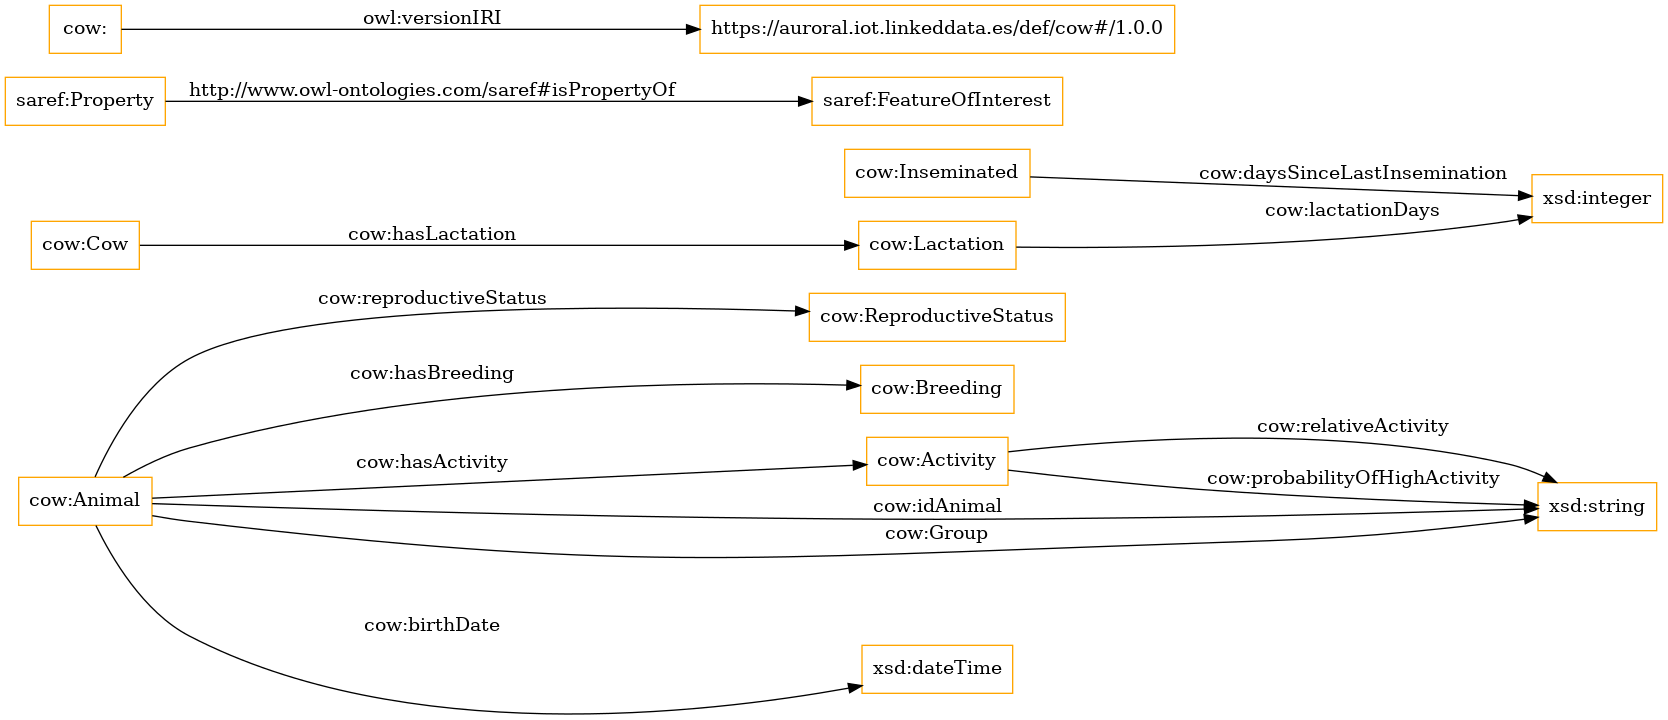 cow:
owl:versionIRI
https://auroral.iot.linkeddata.es/def/cow#/1.0.0
saref:Property
http://www.owl-ontologies.com/saref#isPropertyOf
saref:FeatureOfInterest
cow:Inseminated
cow:daysSinceLastInsemination
xsd:integer
cow:Cow
cow:hasLactation
cow:Lactation
cow:lactationDays
cow:reproductiveStatus
cow:ReproductiveStatus
cow:hasBreeding
cow:Breeding
cow:Animal
cow:hasActivity
cow:Activity
cow:relativeActivity
cow:probabilityOfHighActivity
cow:idAnimal
xsd:string
cow:Group
cow:birthDate
xsd:dateTime